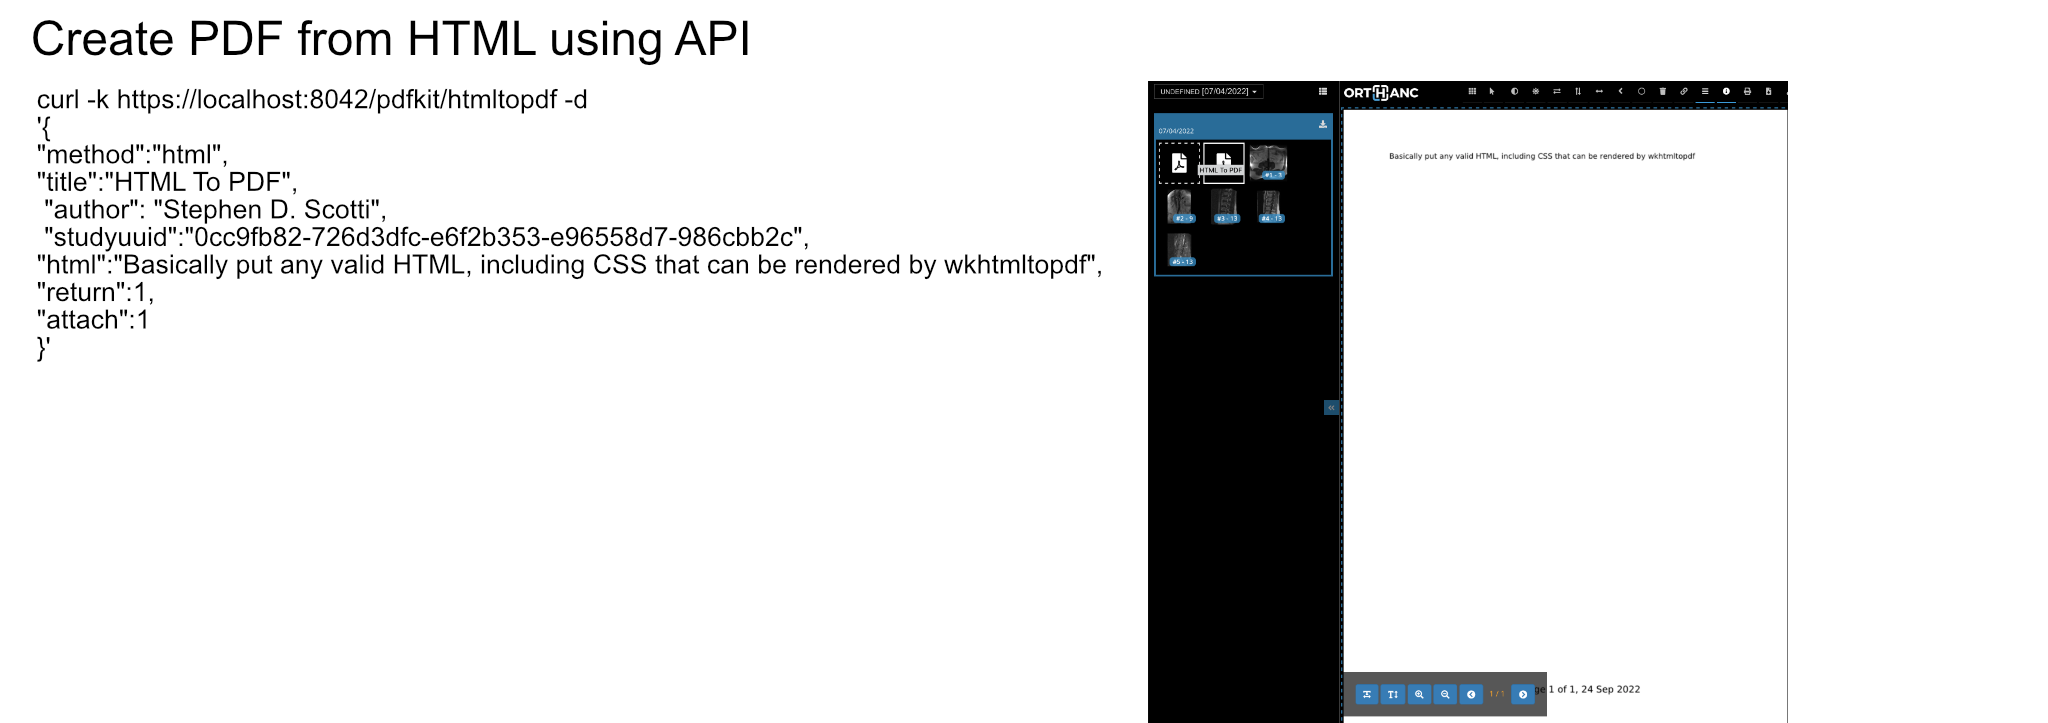 Create PDF from HTML using API
curl -k https://localhost:8042/pdfkit/htmltopdf -d
'{
"method":"html",
"title":"HTML To PDF",
"author": "Stephen D. Scotti",
"studyuuid":"0cc9fb82-726d3dfc-e6f2b353-e96558d7-986cbb2c",
"html":"Basically put any valid HTML, including CSS that can be rendered by wkhtmltopdf",
"return":1,
"attach":1
}'
UNDEFINED [07/04/2022]
ORTHANC
07/04/2022
HTML To PDF
#1 - 3
#2 - 9
#3 - 13
#4 - 13
#5 - 13
Basically put any valid HTML, including CSS that can be rendered by wkhtmltopdf
1 / 1
ge 1 of 1, 24 Sep 2022